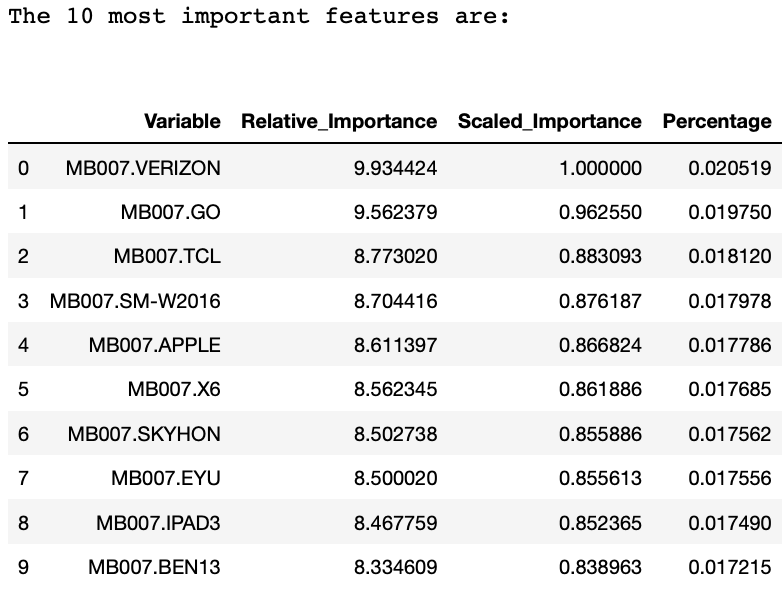 The 10 most important features are:
Variable Relative_Importance Scaled_Importance Percentage
0 MB007.VERIZON 9.934424 1.000000 0.020519
1 MB007.GO 9.562379 0.962550 0.019750
2 MB007.TCL 8.773020 0.883093 0.018120
3 MB007.SM-W2016 8.704416 0.876187 0.017978
4 MB007.APPLE 8.611397 0.866824 0.017786
5 MB007.X6 8.562345 0.861886 0.017685
6 MB007.SKYHON 8.502738 0.855886 0.017562
7 MB007.EYU 8.500020 0.855613 0.017556
8 MB007.IPAD3 8.467759 0.852365 0.017490
9 MB007.BEN13 8.334609 0.838963 0.017215